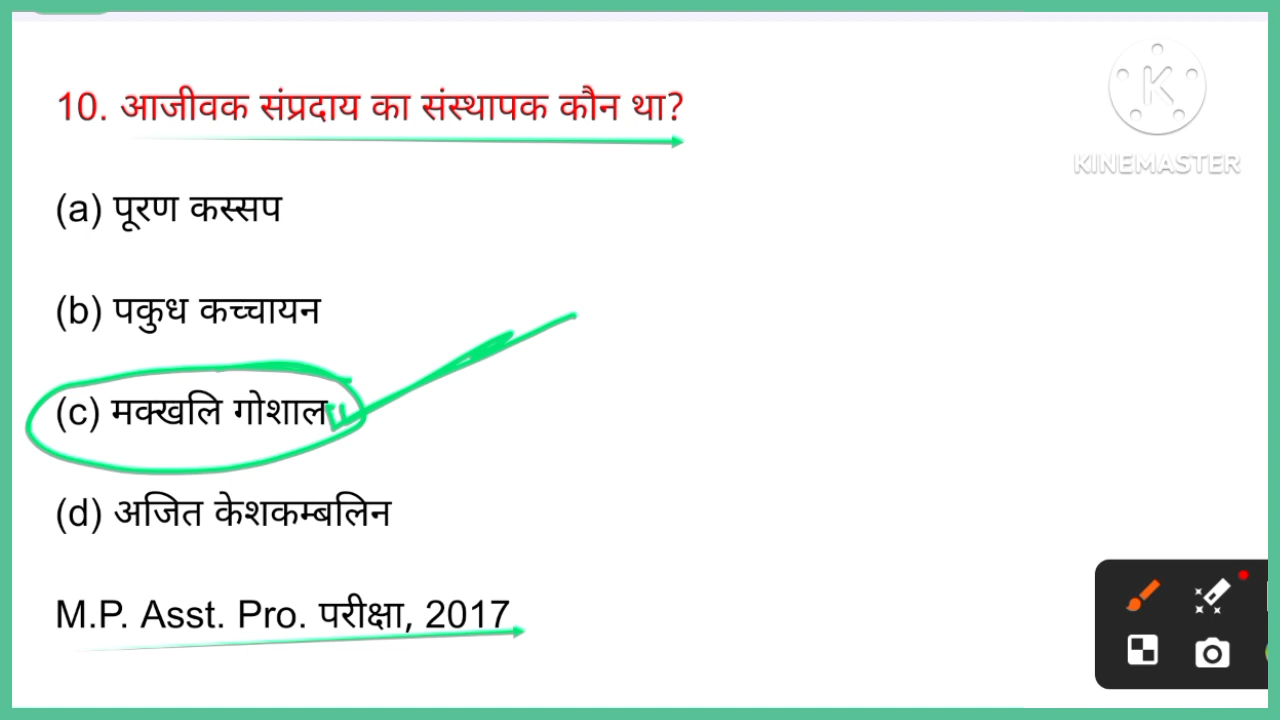 10. आजीवक संप्रदाय का संस्थापक कौन था?
K
KINEMASTER
(a) पूरण कस्सप
(b) पकुध कच्चायन
(c) मक्खलि गोशाल
(d) अजित केशकम्बलिन
M.P. Asst. Pro. परीक्षा, 2017